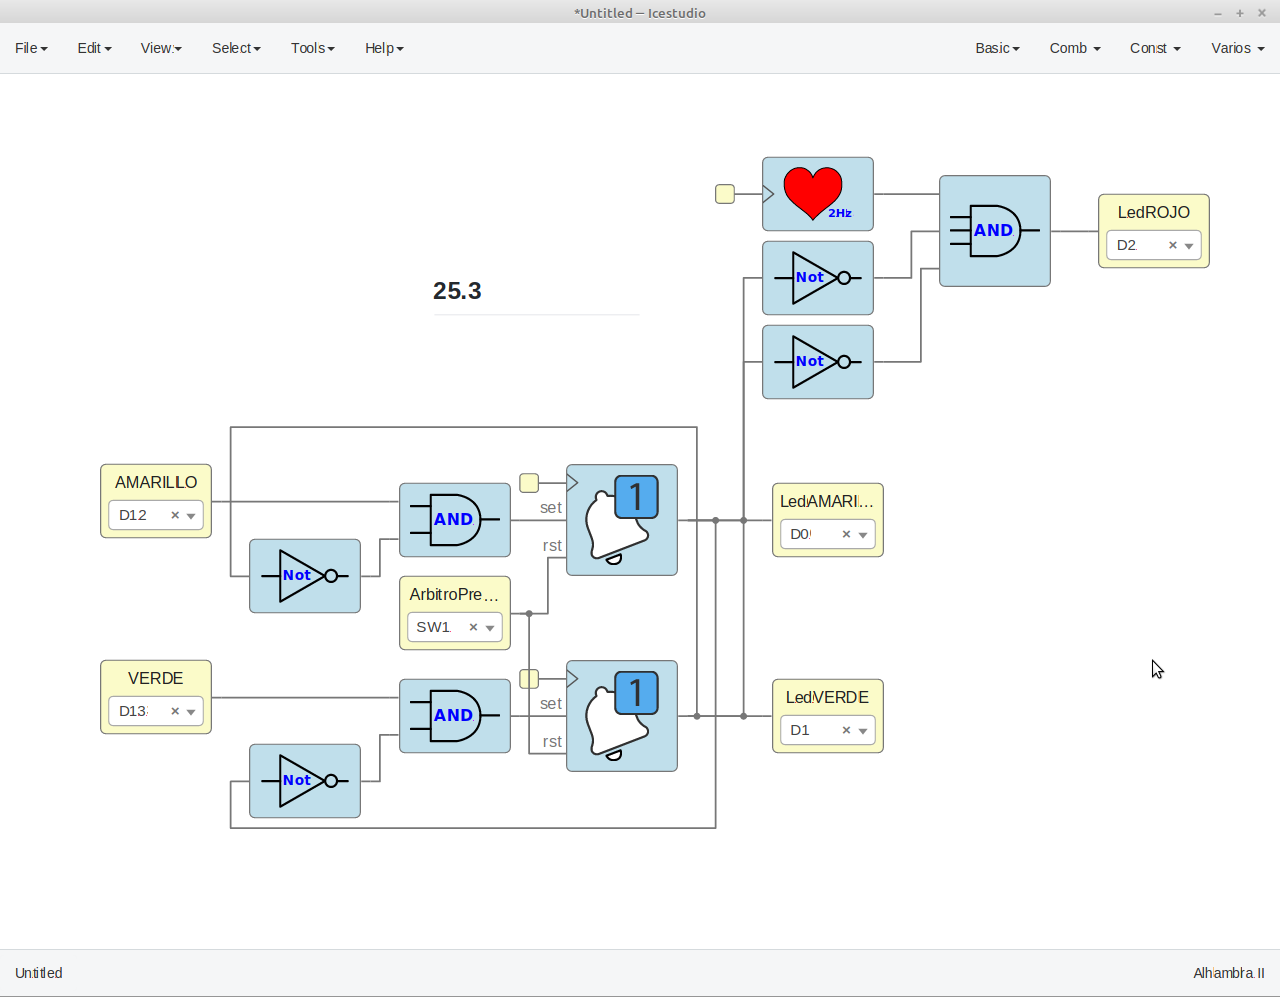 *Untitled – Icestudio
File Edit View Select Tools Help Basic Comb Const Varios
2Hz
AND
LedROJO
D2
Not
Not
25.3
AMARILLO
D12
AND
set
rst
1
LedAMARI...
D0
Not
ArbitroPre...
SW1
VERDE
D13
AND
set
rst
1
LedVERDE
D1
Not
Untitled
Alhambra II